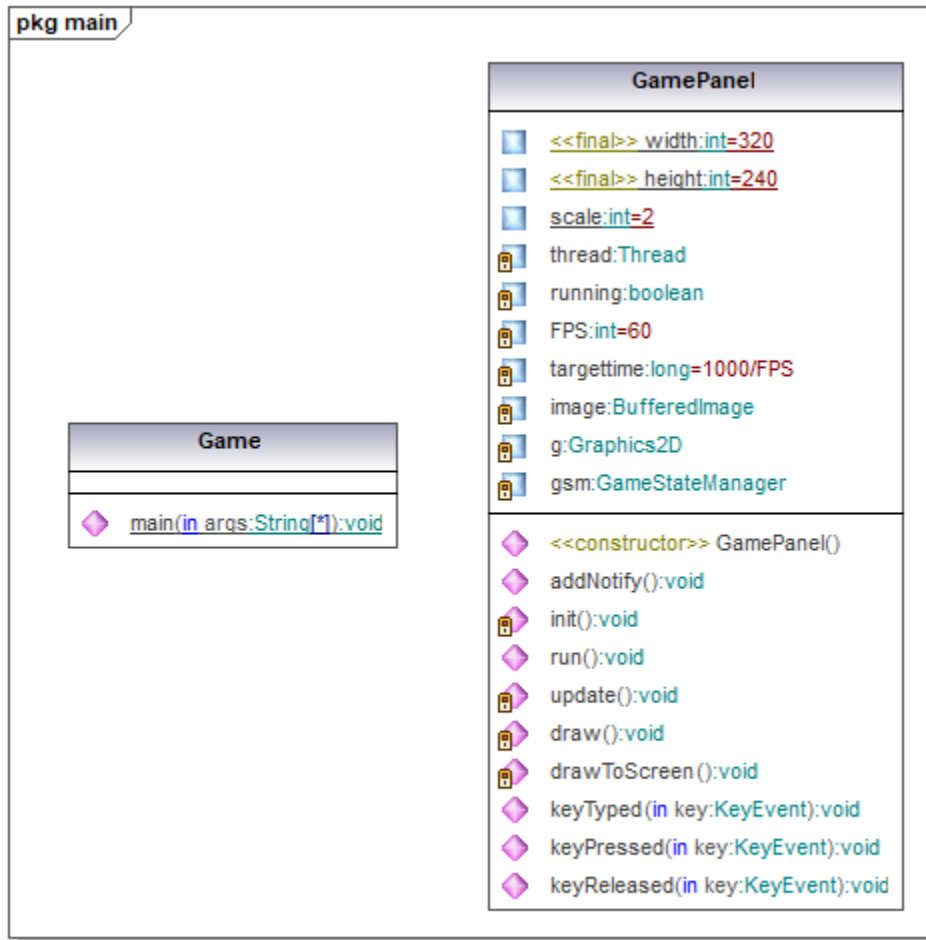 pkg main
GamePanel
<<final>> width:int=320
<<final>> height:int=240
scale:int=2
thread:Thread
running:boolean
FPS:int=60
targettime:long=1000/FPS
image:BufferedImage
g:Graphics2D
gsm:GameStateManager
<<constructor>> GamePanel()
addNotify():void
init():void
run():void
update():void
draw():void
drawToScreen():void
keyTyped(in key:KeyEvent):void
keyPressed(in key:KeyEvent):void
keyReleased(in key:KeyEvent):void
Game
main(in args:String[*]):void